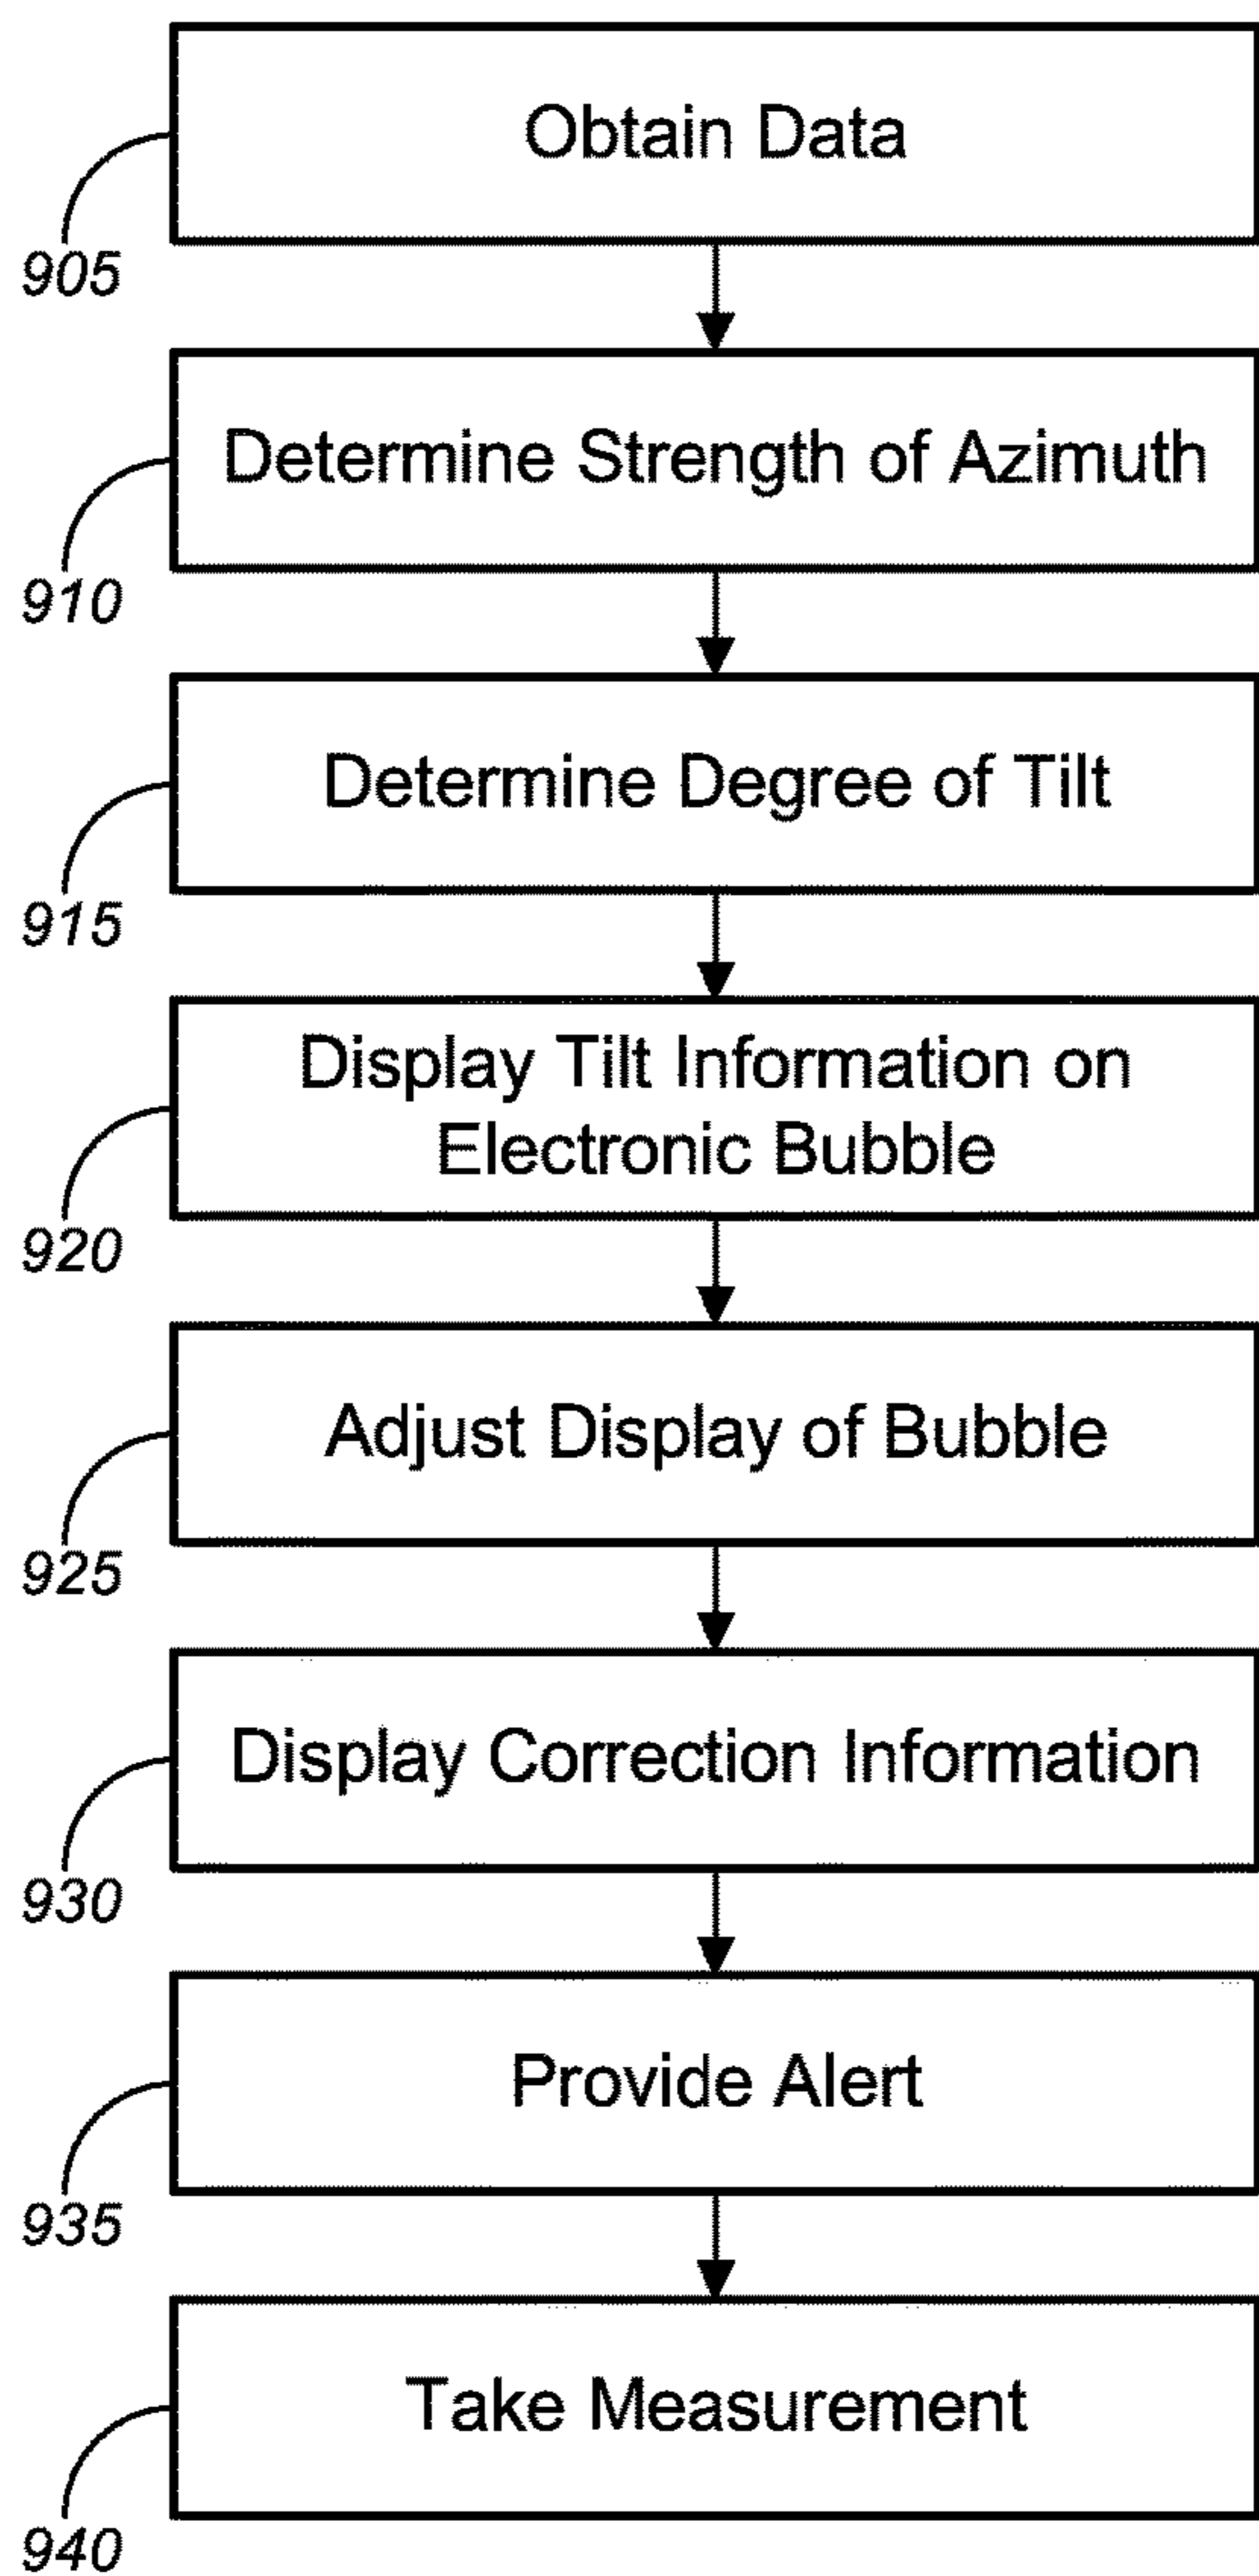 Obtain Data
905
Determine Strength of Azimuth
910
Determine Degree of Tilt
915
Display Tilt Information on
Electronic Bubble
920
Adjust Display of Bubble
925
Display Correction Information
930
Provide Alert
935
Take Measurement
940